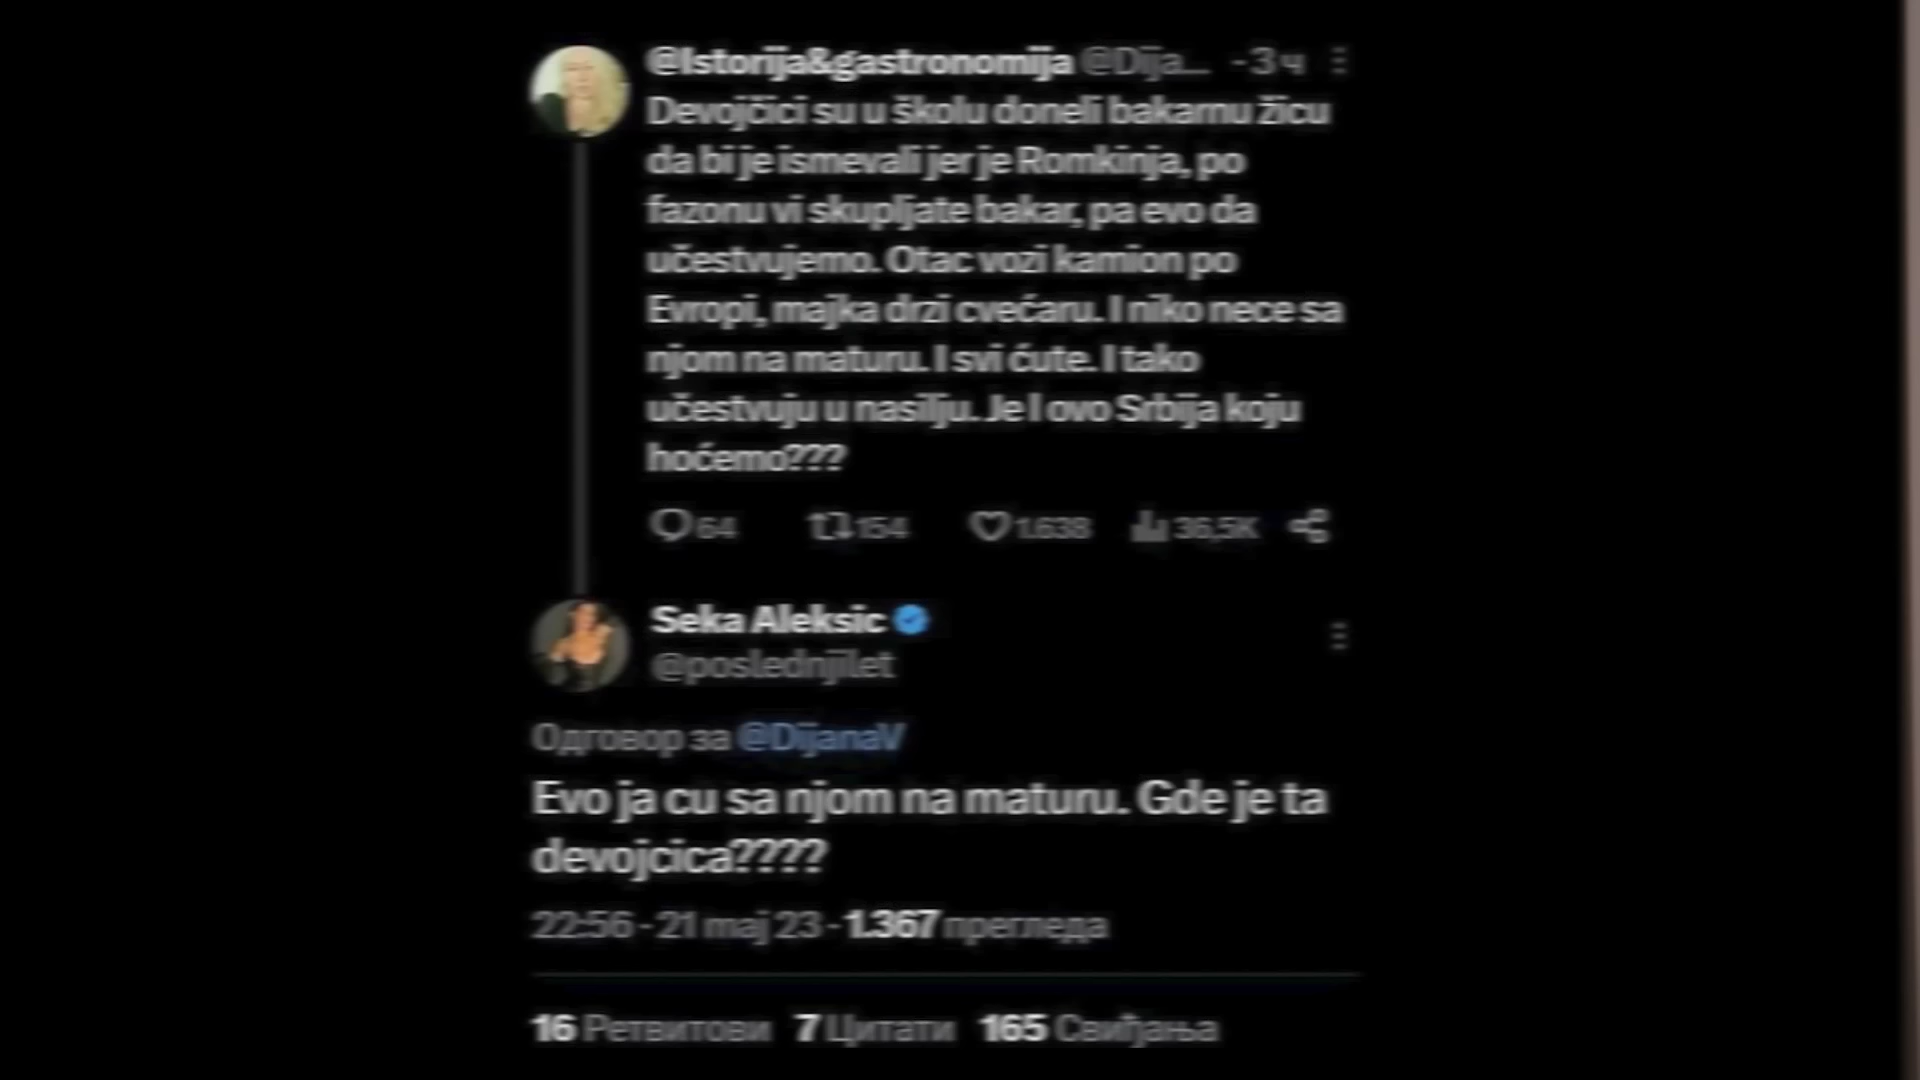 @Istorija&gastronomija @Dija... · 3 ч
Devojčici su u školu doneli bakarnu žicu
da bi je ismevali jer je Romkinja, po
fazonu vi skupljate bakar, pa evo da
učestvujemo. Otac vozi kamion po
Evropi, majka drzi cvećaru. I niko nece sa
njom na maturu. I svi ćute. I tako
učestvuju u nasilju. Je l ovo Srbija koju
hoćemo???
64 154 1.638 36,5K
Seka Aleksic
@poslednjilet
Одговор за @DijanaV
Evo ja cu sa njom na maturu. Gde je ta
devojcica????
22:56 · 21 maj 23 · 1.367 прегледа
16 Ретвитови 7 Цитати 165 Свиђања